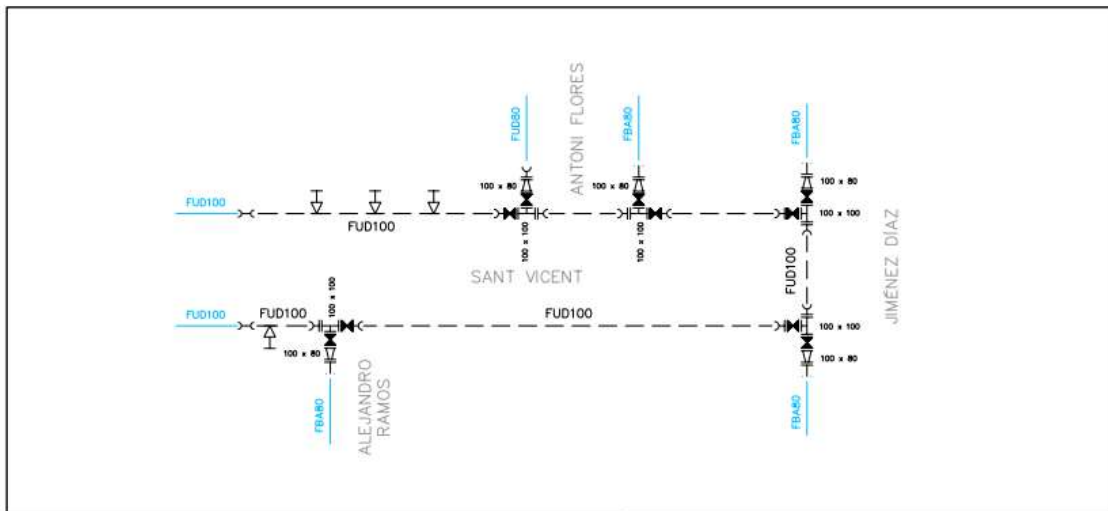 FUD80
ANTONI FLORES
FBA80
FBA80
100 x 80
100 x 80
100 x 80
FUD100
FUD100
100 x 100
100 x 100
100 x 100
SANT VICENT
FUD100
JIMÉNEZ DÍAZ
100 x 100
FUD100
FUD100
FUD100
100 x 100
100 x 80
100 x 80
FBA80
ALEJANDRO
RAMOS
FBA80